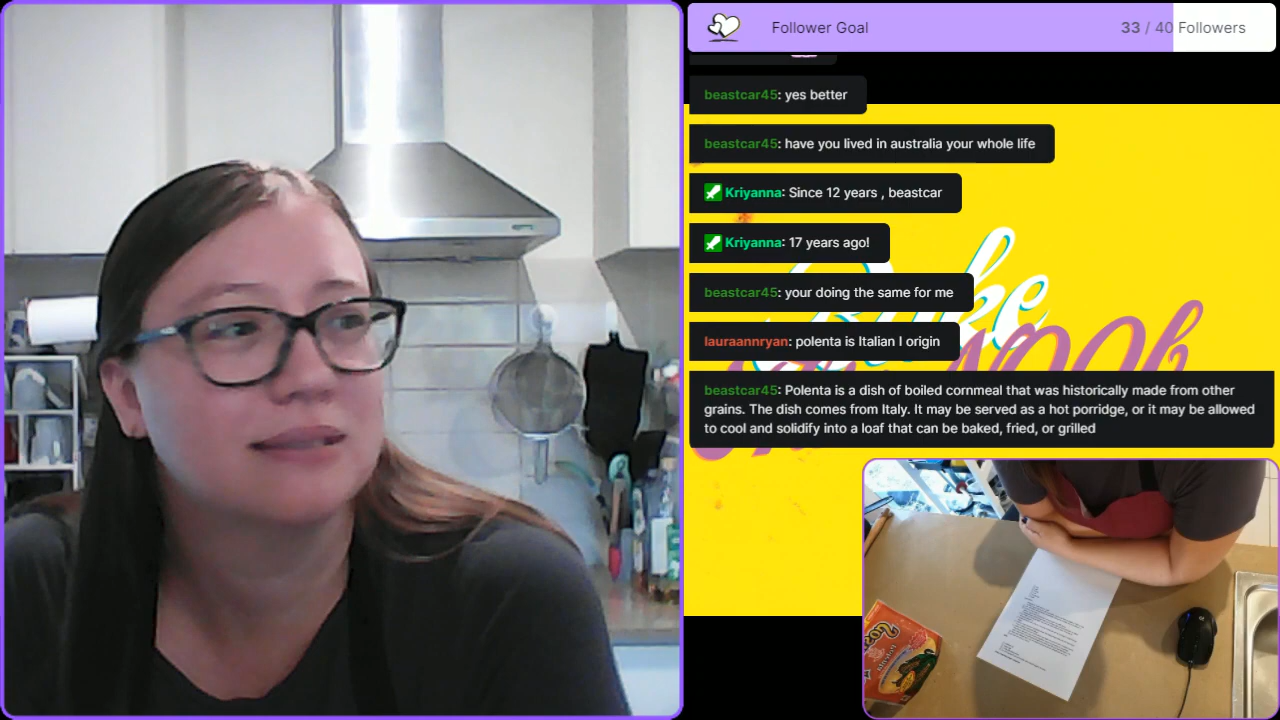 Follower Goal
33 / 40 Followers
beastcar45: yes better
beastcar45: have you lived in australia your whole life
Kriyanna: Since 12 years , beastcar
Kriyanna: 17 years ago!
beastcar45: your doing the same for me
lauraannryan: polenta is Italian I origin
beastcar45: Polenta is a dish of boiled cornmeal that was historically made from other
grains. The dish comes from Italy. It may be served as a hot porridge, or it may be allowed
to cool and solidify into a loaf that can be baked, fried, or grilled